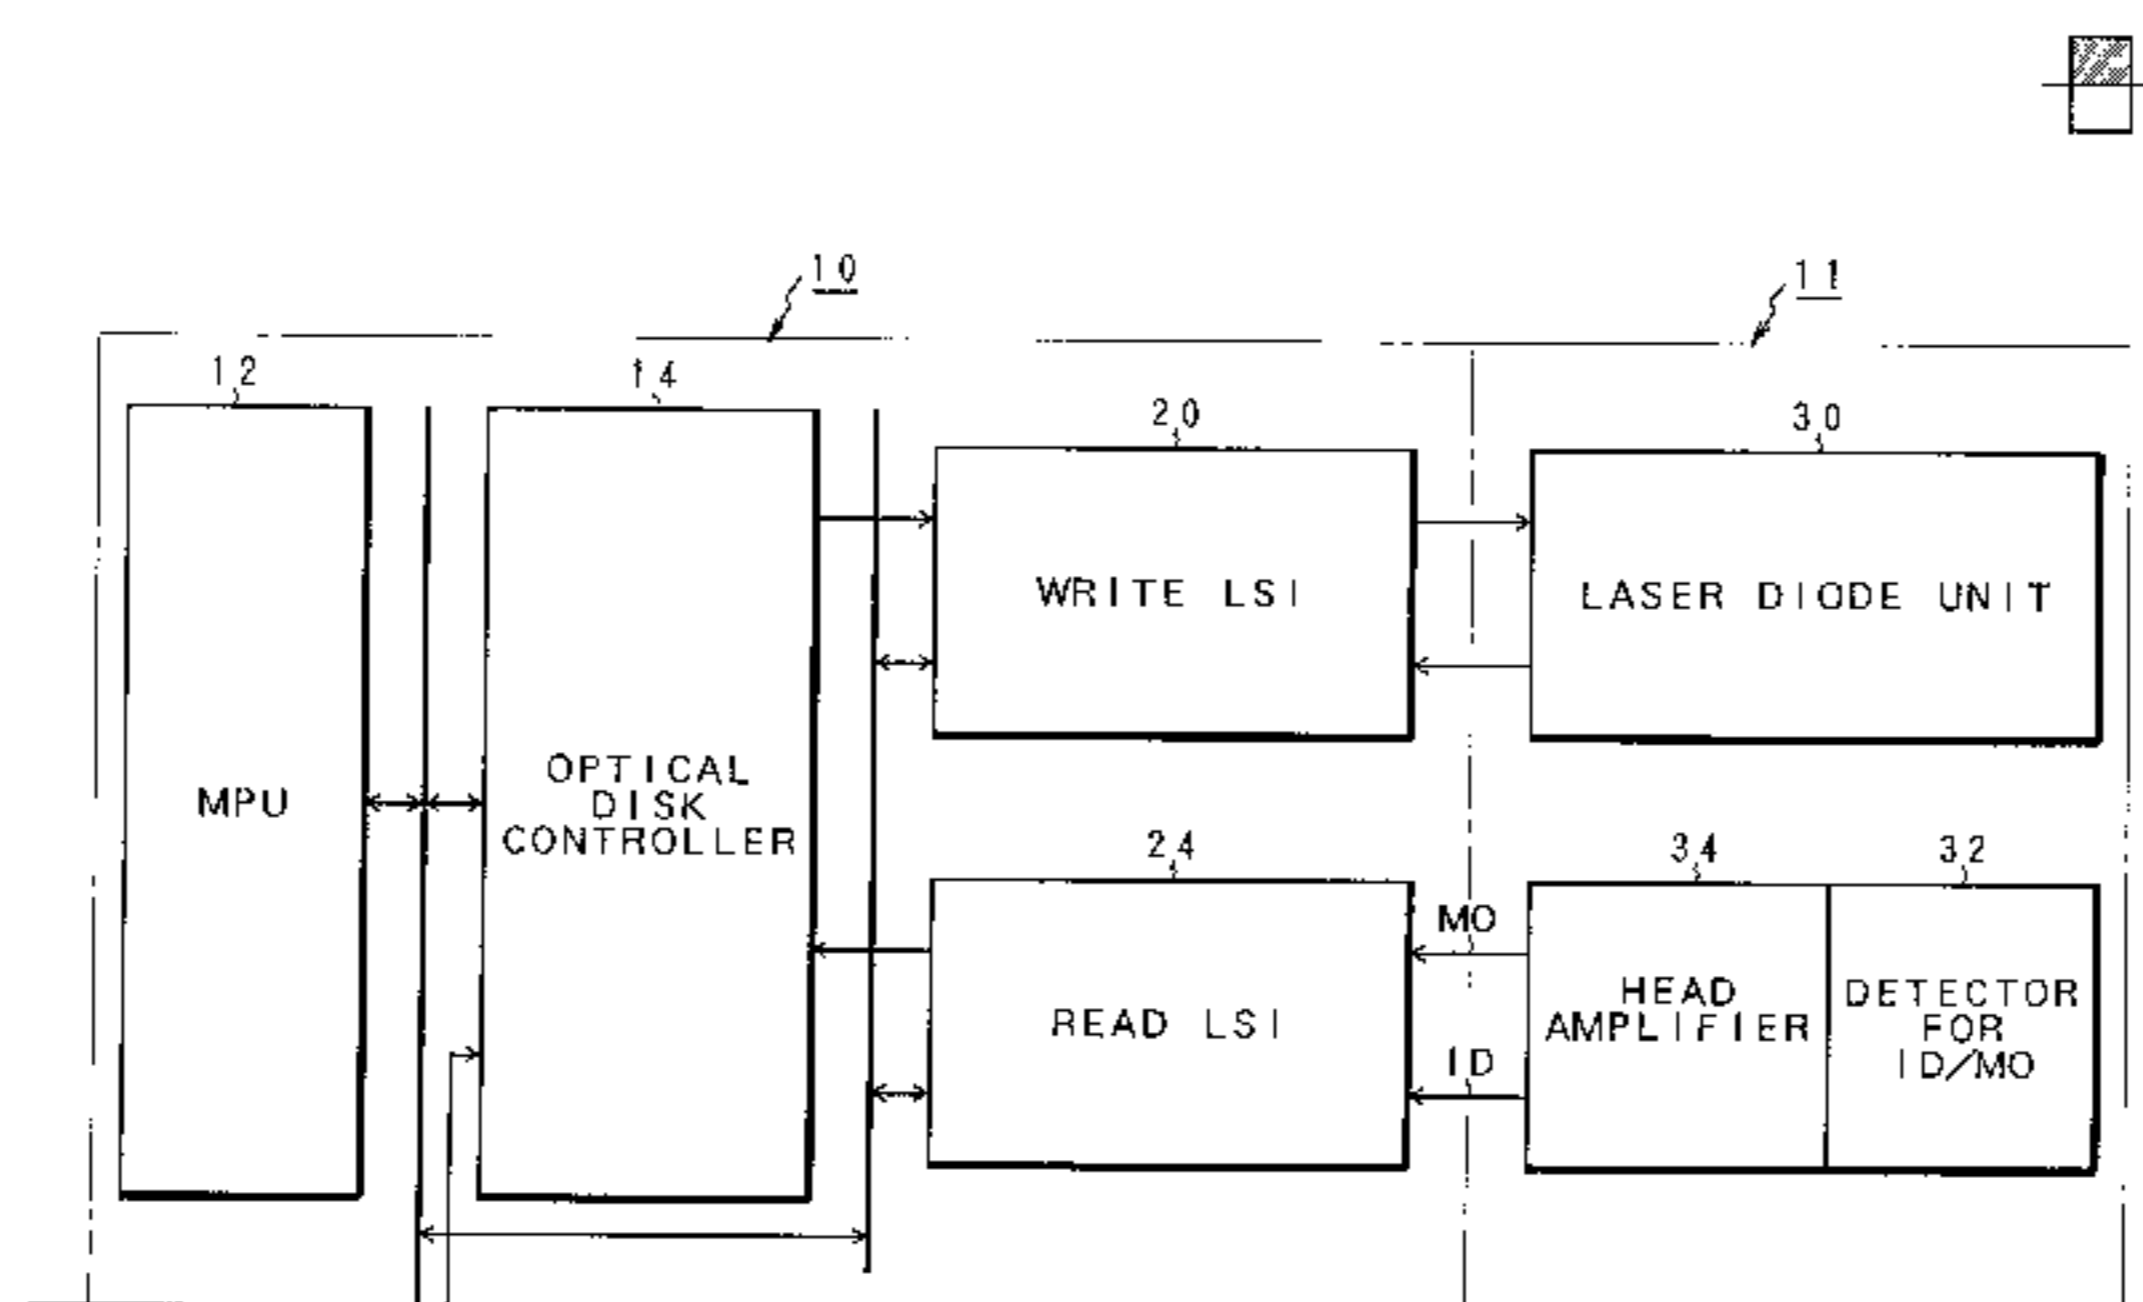 10
11
12
14
20
30
WRITE LSI
LASER DIODE UNIT
MPU
OPTICAL
DISK
CONTROLLER
24
34
32
MO
READ LSI
HEAD
AMPLIFIER
DETECTOR
FOR
ID/MO
ID